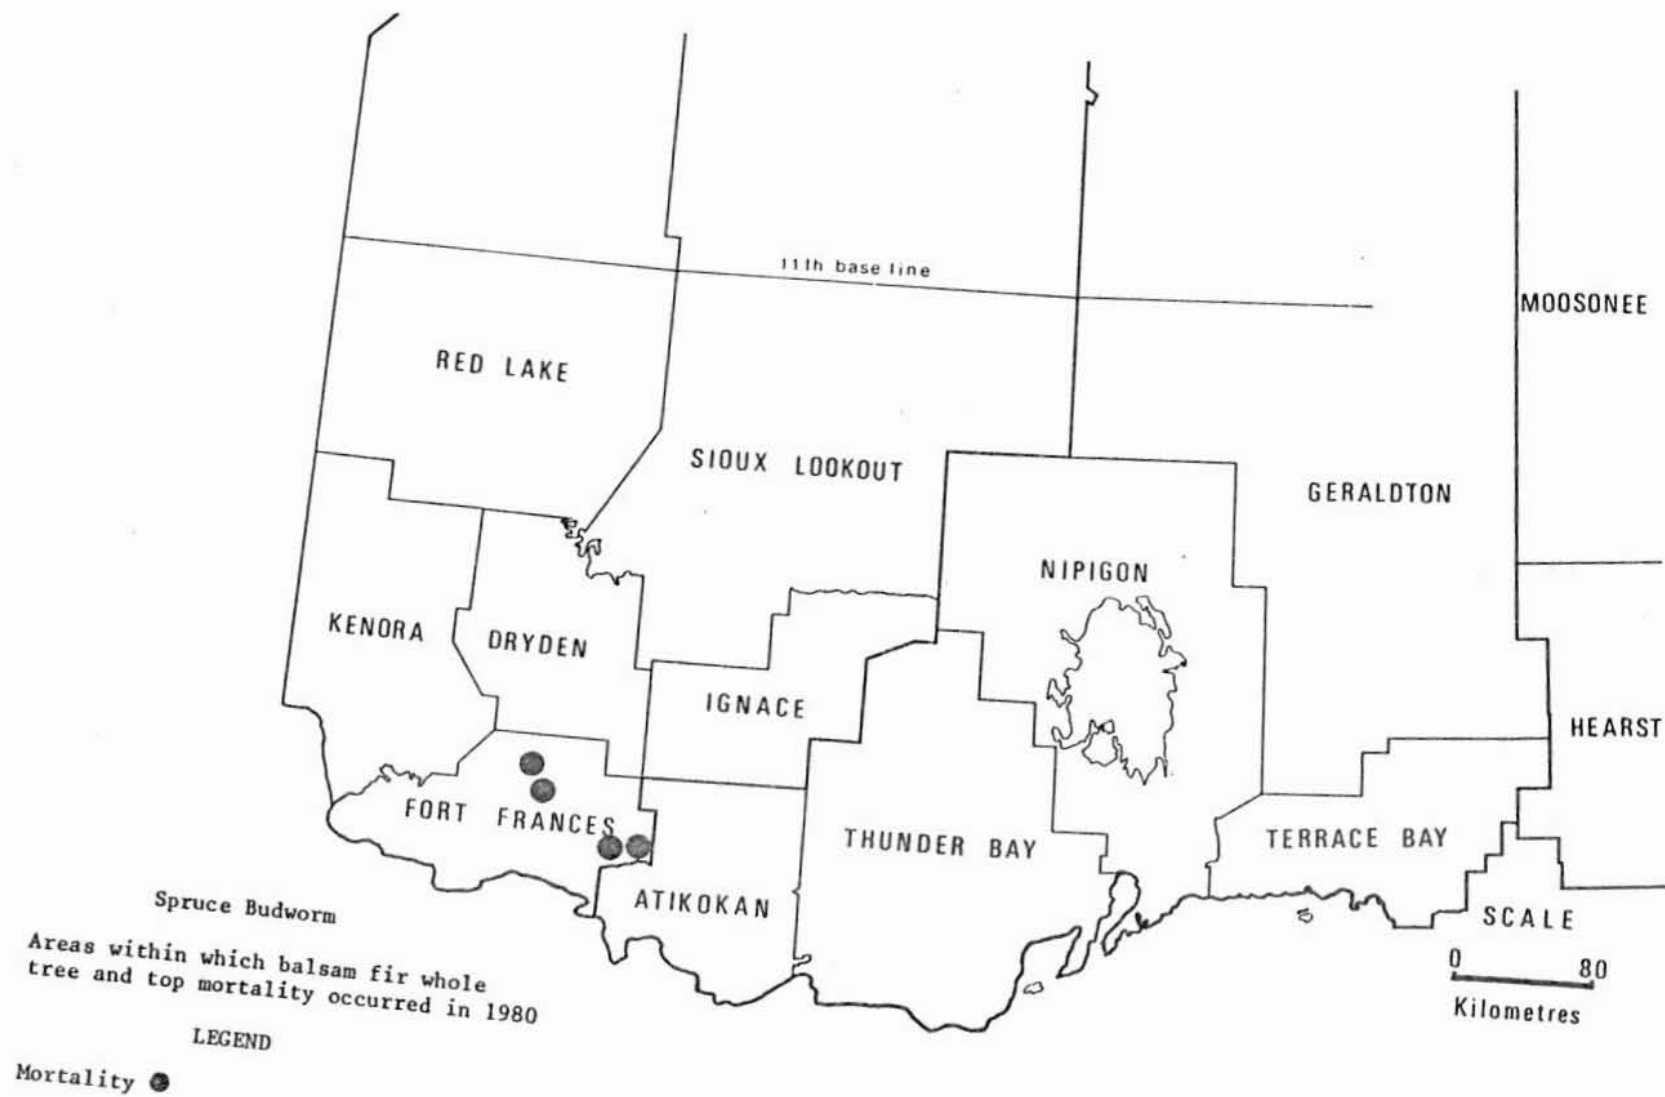 11th base line
MOOSONEE
RED LAKE
SIOUX LOOKOUT
GERALDTON
NIPIGON
KENORA
DRYDEN
IGNACE
HEARST
FORT FRANCES
THUNDER BAY
TERRACE BAY
ATIKOKAN
SCALE
0 80
Kilometres
Spruce Budworm
Areas within which balsam fir whole
tree and top mortality occurred in 1980
LEGEND
Mortality